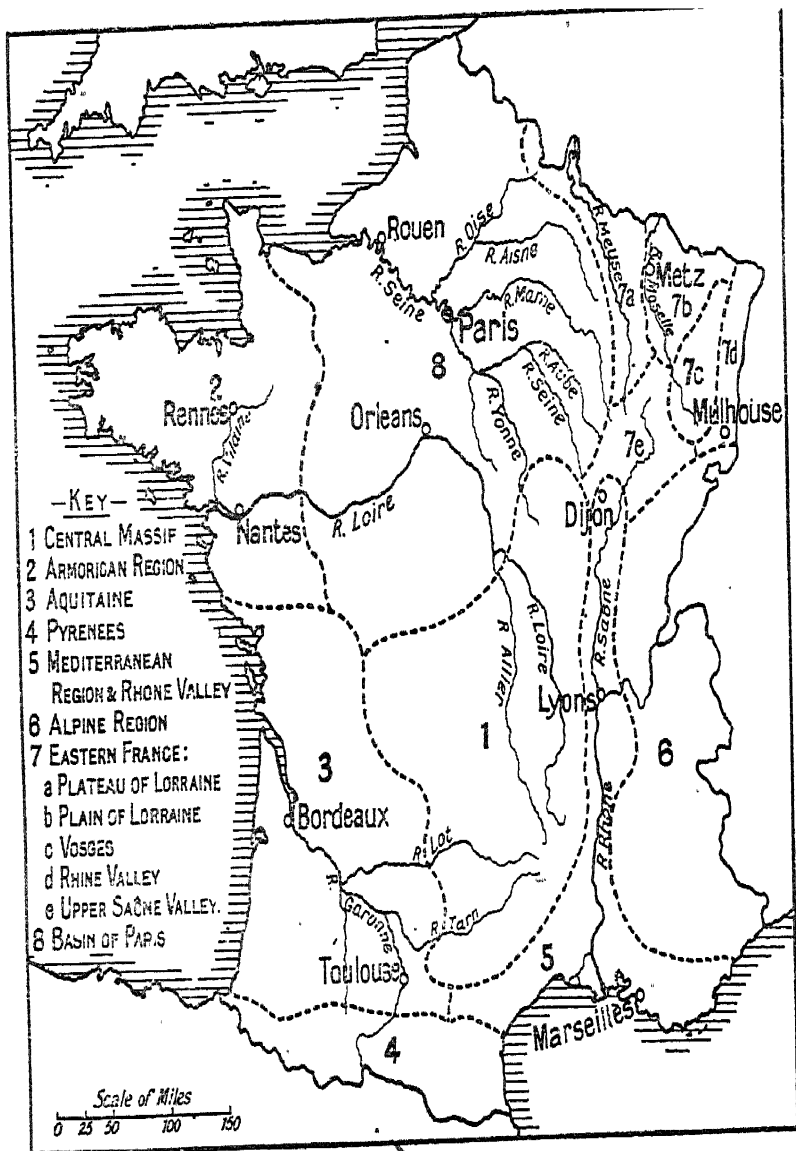 Rouen
R. Oise
R. Aisne
R. Meuse
7a
R. Moselle
Metz
7b
R. Seine
R. Marne
Paris
7c
7d
8
R. Aube
R. Seine
2
Rennes
R. Vilaine
Orleans
R. Yonne
7e
Mulhouse
Dijon
Nantes
R. Loire
R. Saône
R. Loire
R. Allier
Lyons
1
6
3
Bordeaux
R. Rhône
R. Lot
R. Garonne
R. Tarn
Toulouse
5
Marseilles
4
—KEY—
1 CENTRAL MASSIF
2 ARMORICAN REGION
3 AQUITAINE
4 PYRENEES
5 MEDITERRANEAN
REGION & RHONE VALLEY
6 ALPINE REGION
7 EASTERN FRANCE:
a PLATEAU OF LORRAINE
b PLAIN OF LORRAINE
c VOSGES
d RHINE VALLEY
e UPPER SAÔNE VALLEY.
8 BASIN OF PARIS
Scale of Miles
0 25 50 100 150